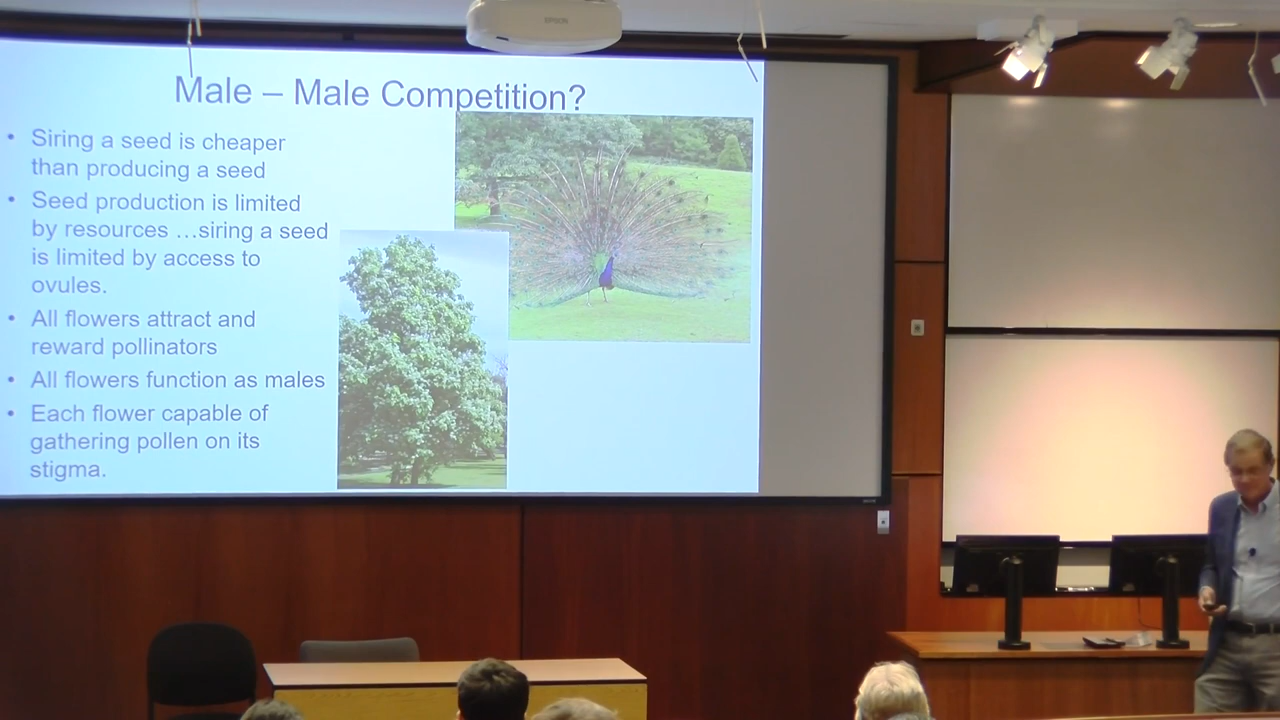 EPSON
Male – Male Competition?
• Siring a seed is cheaper
than producing a seed
• Seed production is limited
by resources …siring a seed
is limited by access to
ovules.
• All flowers attract and
reward pollinators
• All flowers function as males
• Each flower capable of
gathering pollen on its
stigma.